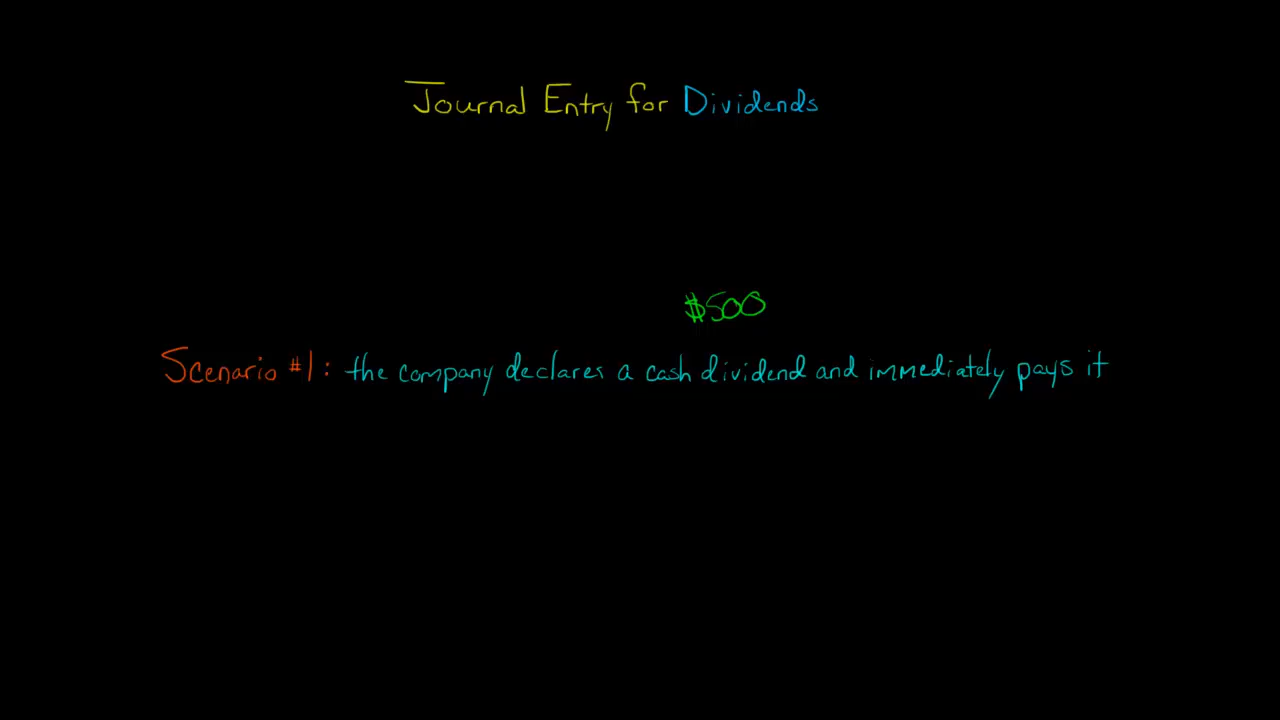 Journal Entry for Dividends
$500
Scenario #1: the company declares a cash dividend and immediately pays it